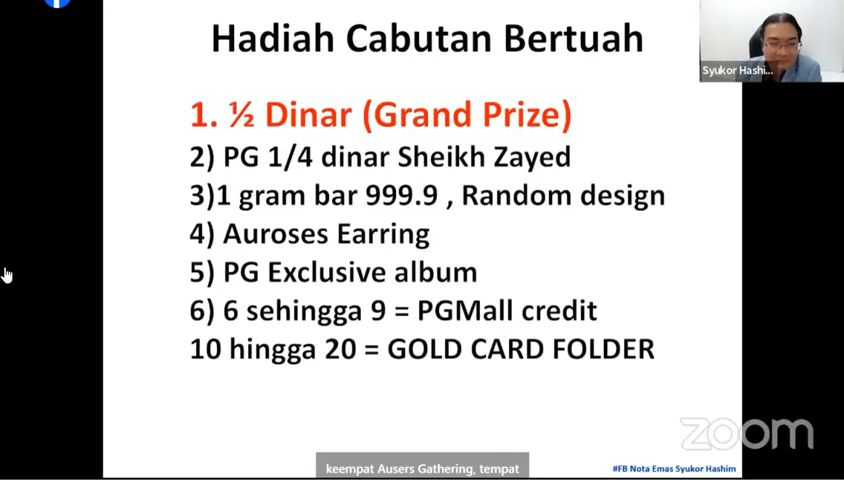 Hadiah Cabutan Bertuah
Syukor Hashi...
1. ½ Dinar (Grand Prize)
2) PG 1/4 dinar Sheikh Zayed
3)1 gram bar 999.9 , Random design
4) Auroses Earring
5) PG Exclusive album
6) 6 sehingga 9 = PGMall credit
10 hingga 20 = GOLD CARD FOLDER
zoom
keempat Ausers Gathering, tempat
#FB Nota Emas Syukor Hashim